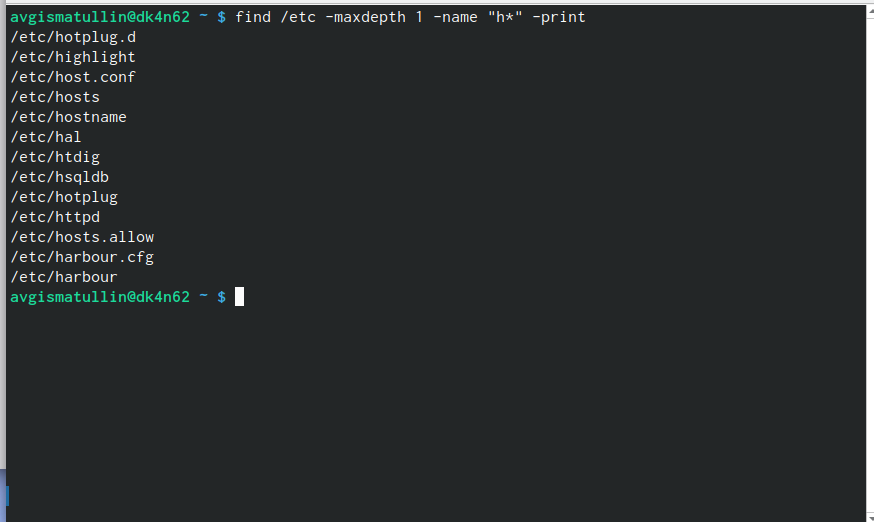 avgismatullin@dk4n62 ~ $ find /etc -maxdepth 1 -name "h*" -print
/etc/hotplug.d
/etc/highlight
/etc/host.conf
/etc/hosts
/etc/hostname
/etc/hal
/etc/htdig
/etc/hsqldb
/etc/hotplug
/etc/httpd
/etc/hosts.allow
/etc/harbour.cfg
/etc/harbour
avgismatullin@dk4n62 ~ $